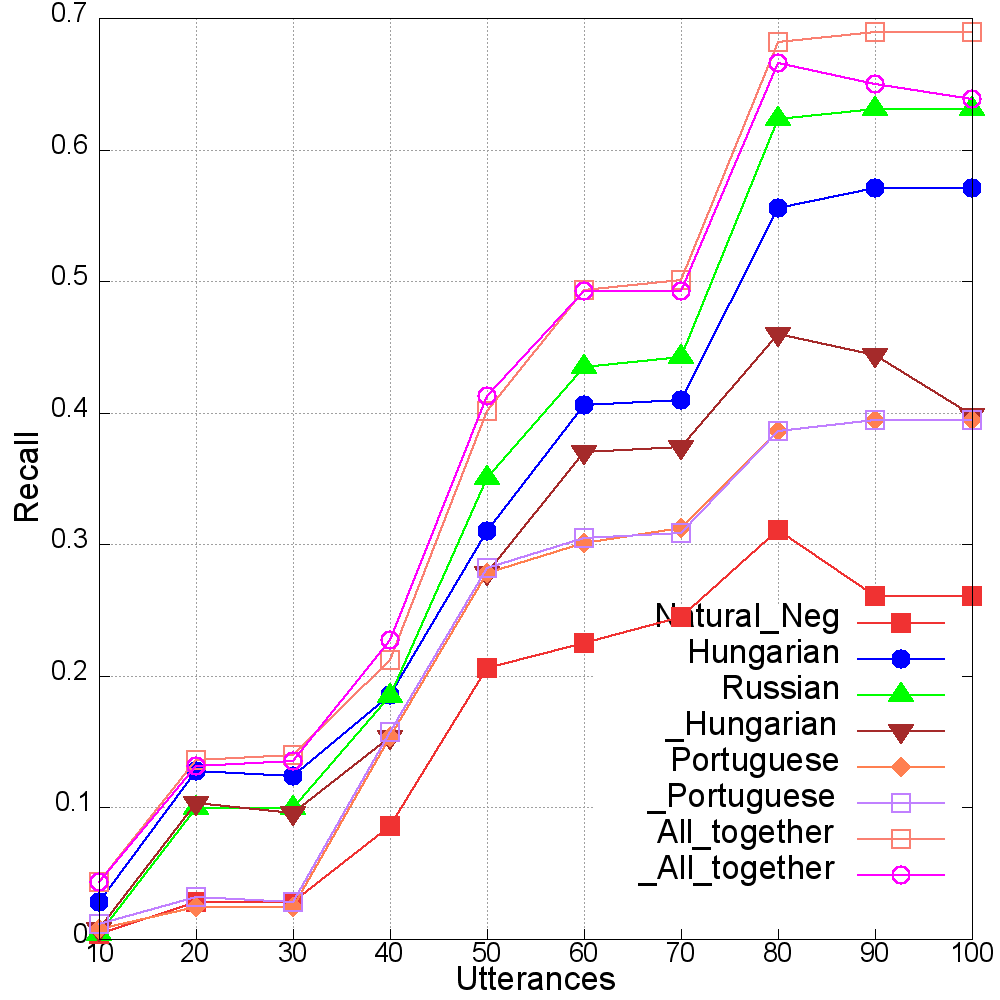 0.7
0.6
0.5
0.4
0.3
0.2
0.1
0
Recall
10 20 30 40 50 60 70 80 90 100
Utterances
Natural_Neg
Hungarian
Russian
_Hungarian
Portuguese
_Portuguese
All_together
_All_together